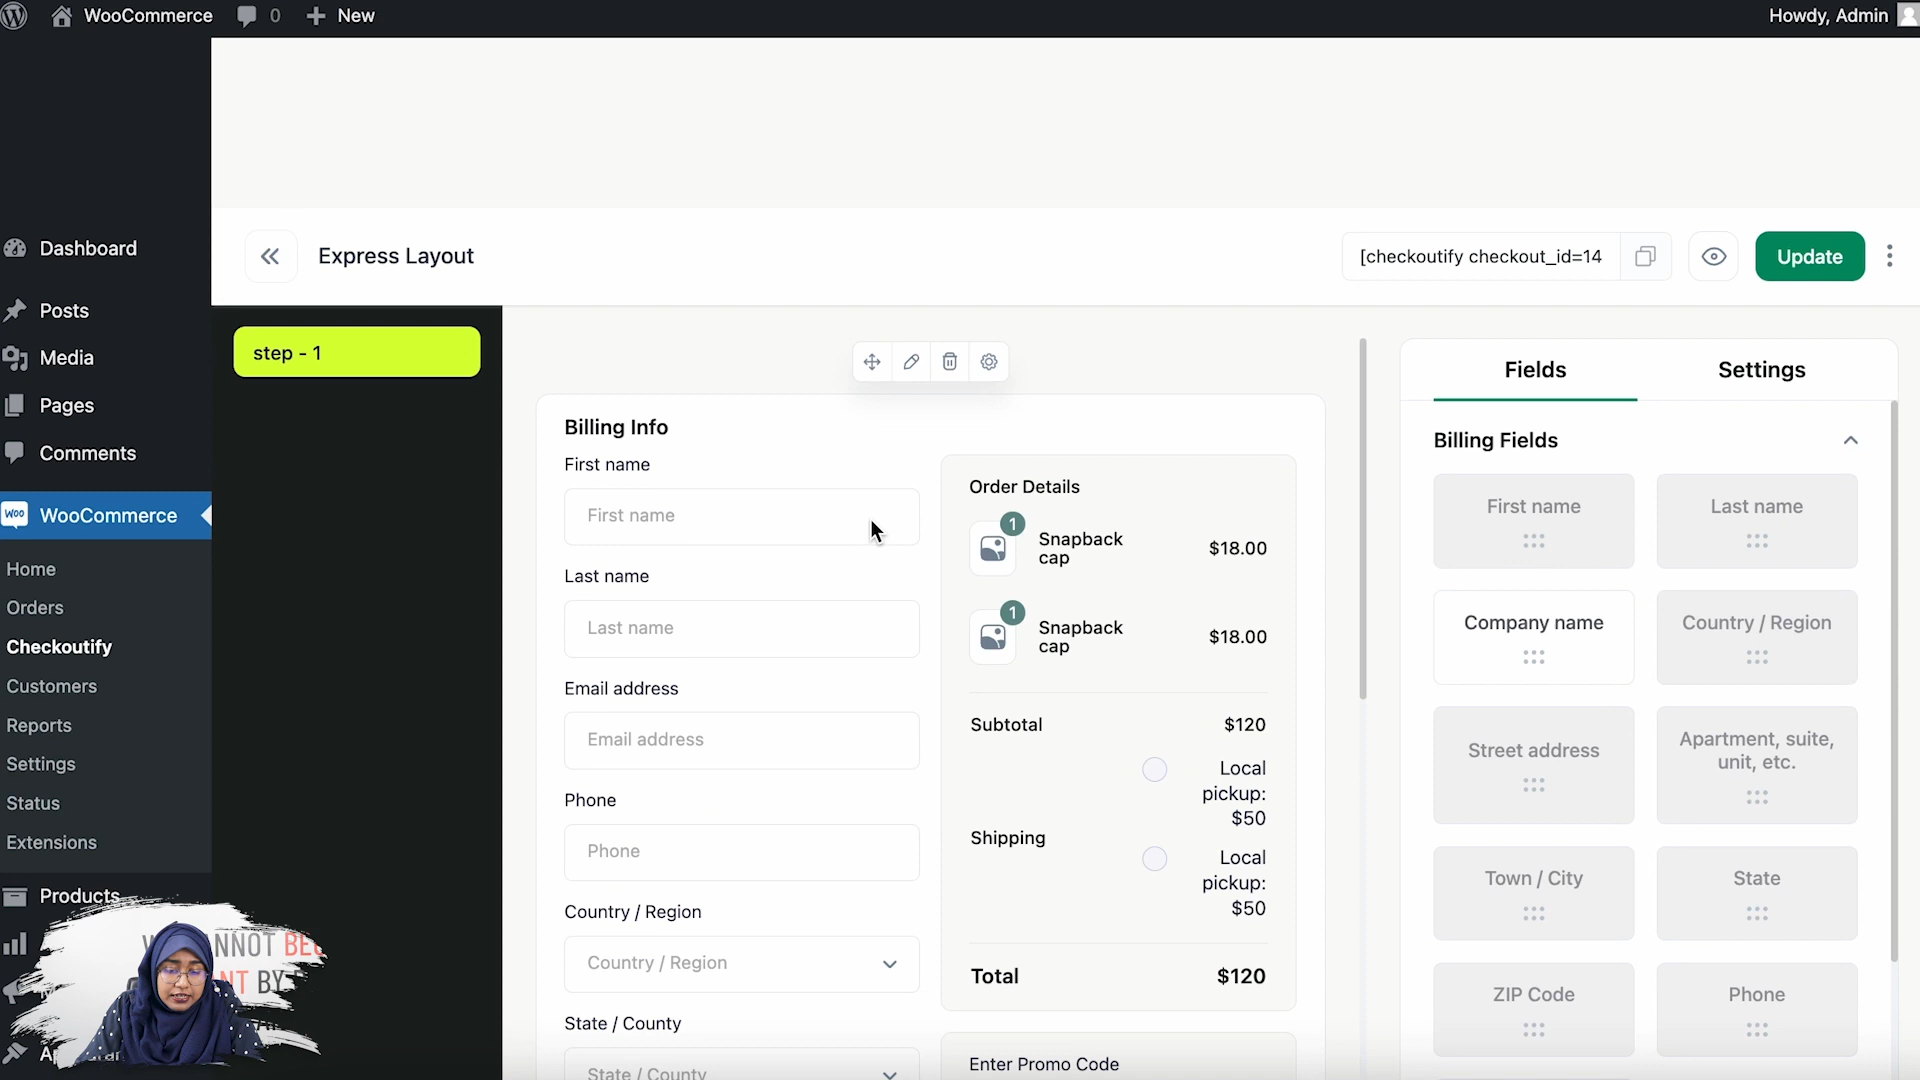 WooCommerce
0
New
Howdy, Admin
Dashboard
Posts
Media
Pages
Comments
WOO
WooCommerce
Home
Orders
Checkoutify
Customers
Reports
Settings
Status
Extensions
Products
Express Layout
[checkoutify checkout_id=14
Update
step - 1
Billing Info
First name
First name
Last name
Last name
Email address
Email address
Phone
Phone
Country / Region
Country / Region
State / County
State / County
Order Details
1
Snapback
cap
$18.00
1
Snapback
cap
$18.00
Subtotal
$120
Shipping
Local
pickup:
$50
Local
pickup:
$50
Total
$120
Enter Promo Code
Fields
Settings
Billing Fields
First name
Last name
Company name
Country / Region
Street address
Apartment, suite,
unit, etc.
Town / City
State
ZIP Code
Phone
BY